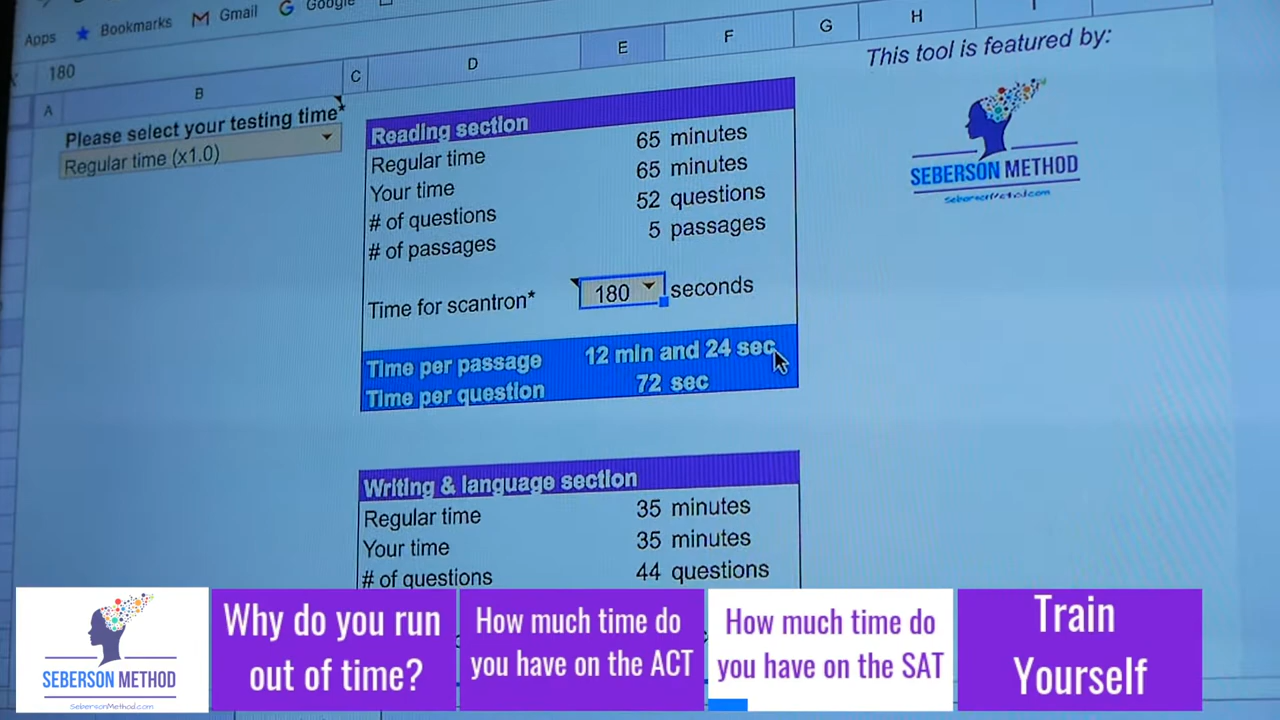 Apps
Bookmarks
Gmail
Google
180
A
B
C
D
E
F
G
H
This tool is featured by:
Please select your testing time*
Regular time (x1.0)
SEBERSON METHOD
SebersonMethod.com
Reading section
Regular time 65 minutes
Your time 65 minutes
# of questions 52 questions
# of passages 5 passages
Time for scantron* 180 seconds
Time per passage 12 min and 24 sec
Time per question 72 sec
Writing & language section
Regular time 35 minutes
Your time 35 minutes
# of questions 44 questions
SEBERSON METHOD
SebersonMethod.com
Why do you run
out of time?
How much time do
you have on the ACT
How much time do
you have on the SAT
Train
Yourself